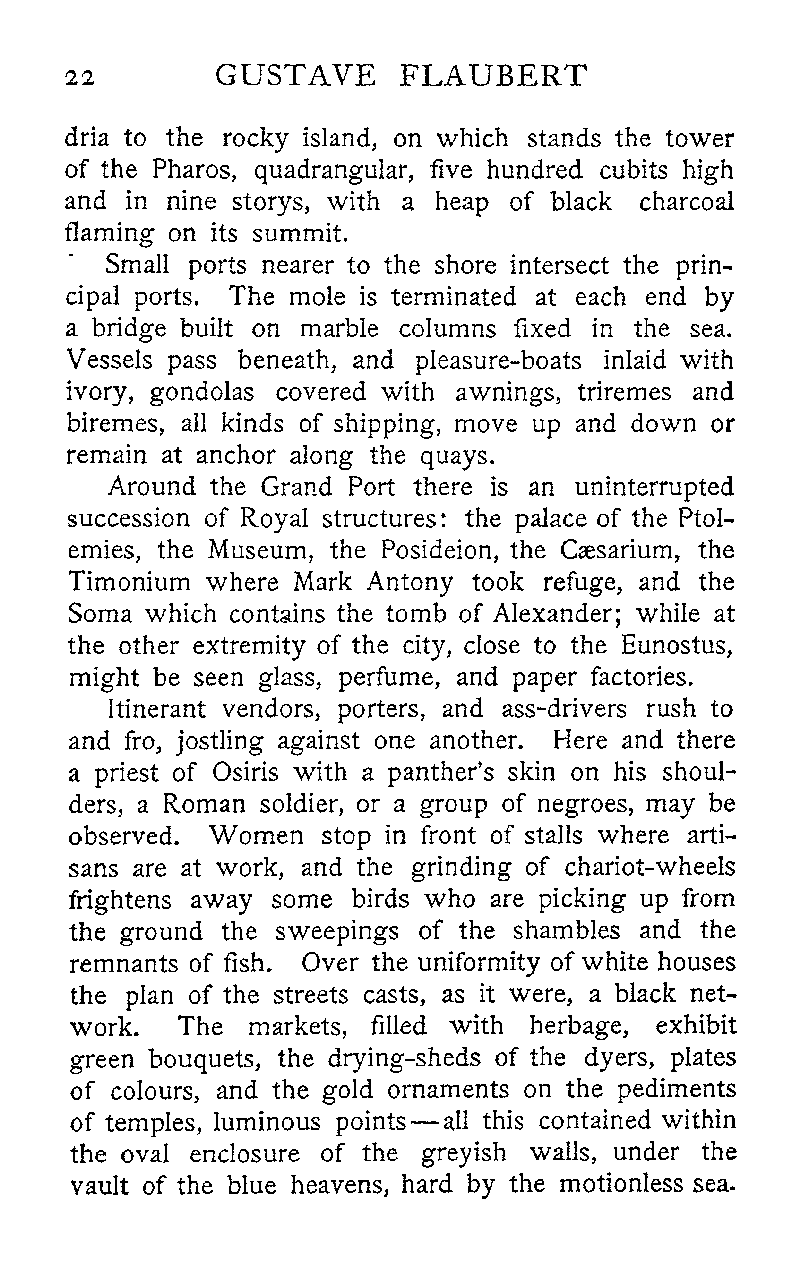 22 GUSTAVE FLAUBERT
dria to the rocky island, on which stands the tower
of the Pharos, quadrangular, five hundred cubits high
and in nine storys, with a heap of black charcoal
flaming on its summit.
Small ports nearer to the shore intersect the prin-
cipal ports. The mole is terminated at each end by
a bridge built on marble columns fixed in the sea.
Vessels pass beneath, and pleasure-boats inlaid with
ivory, gondolas covered with awnings, triremes and
biremes, all kinds of shipping, move up and down or
remain at anchor along the quays.
Around the Grand Port there is an uninterrupted
succession of Royal structures: the palace of the Ptol-
emies, the Museum, the Posideion, the Cæsarium, the
Timonium where Mark Antony took refuge, and the
Soma which contains the tomb of Alexander; while at
the other extremity of the city, close to the Eunostus,
might be seen glass, perfume, and paper factories.
Itinerant vendors, porters, and ass-drivers rush to
and fro, jostling against one another. Here and there
a priest of Osiris with a panther's skin on his shoul-
ders, a Roman soldier, or a group of negroes, may be
observed. Women stop in front of stalls where arti-
sans are at work, and the grinding of chariot-wheels
frightens away some birds who are picking up from
the ground the sweepings of the shambles and the
remnants of fish. Over the uniformity of white houses
the plan of the streets casts, as it were, a black net-
work. The markets, filled with herbage, exhibit
green bouquets, the drying-sheds of the dyers, plates
of colours, and the gold ornaments on the pediments
of temples, luminous points—all this contained within
the oval enclosure of the greyish walls, under the
vault of the blue heavens, hard by the motionless sea.